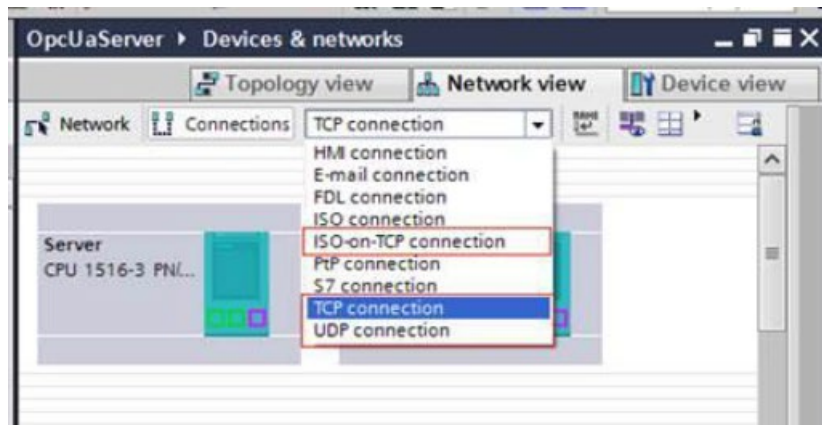 OpcUaServer ▸ Devices & networks
Topology view Network view Device view
Network Connections TCP connection
HMI connection
E-mail connection
FDL connection
ISO connection
ISO-on-TCP connection
PtP connection
S7 connection
TCP connection
UDP connection
Server
CPU 1516-3 PN/...